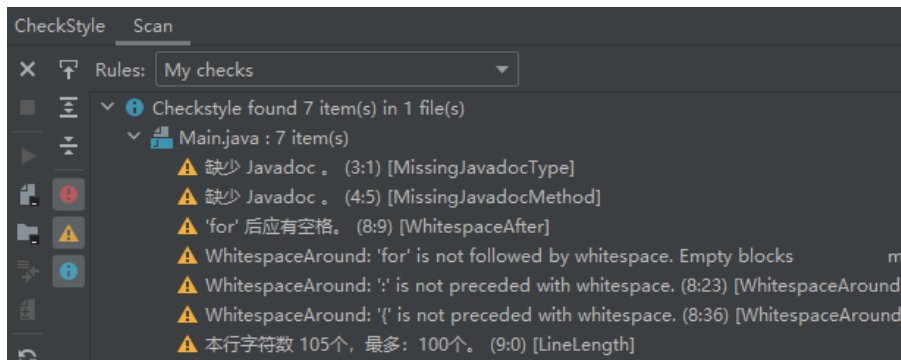 CheckStyle Scan
Rules: My checks
Checkstyle found 7 item(s) in 1 file(s)
Main.java : 7 item(s)
缺少 Javadoc 。 (3:1) [MissingJavadocType]
缺少 Javadoc 。 (4:5) [MissingJavadocMethod]
'for' 后应有空格。 (8:9) [WhitespaceAfter]
WhitespaceAround: 'for' is not followed by whitespace. Empty blocks m
WhitespaceAround: ':' is not preceded with whitespace. (8:23) [WhitespaceAround
WhitespaceAround: '{' is not preceded with whitespace. (8:36) [WhitespaceAround
本行字符数 105个，最多：100个。 (9:0) [LineLength]